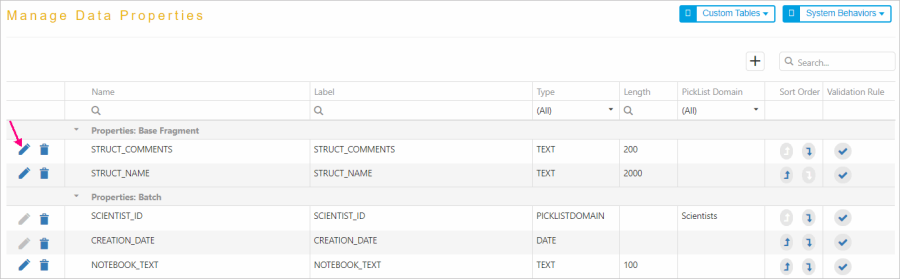 Manage Data Properties
Custom Tables
System Behaviors
Search...
Name Label Type Length PickList Domain Sort Order Validation Rule
(All) (All)
Properties: Base Fragment
STRUCT_COMMENTS STRUCT_COMMENTS TEXT 200
STRUCT_NAME STRUCT_NAME TEXT 2000
Properties: Batch
SCIENTIST_ID SCIENTIST_ID PICKLISTDOMAIN Scientists
CREATION_DATE CREATION_DATE DATE
NOTEBOOK_TEXT NOTEBOOK_TEXT TEXT 100